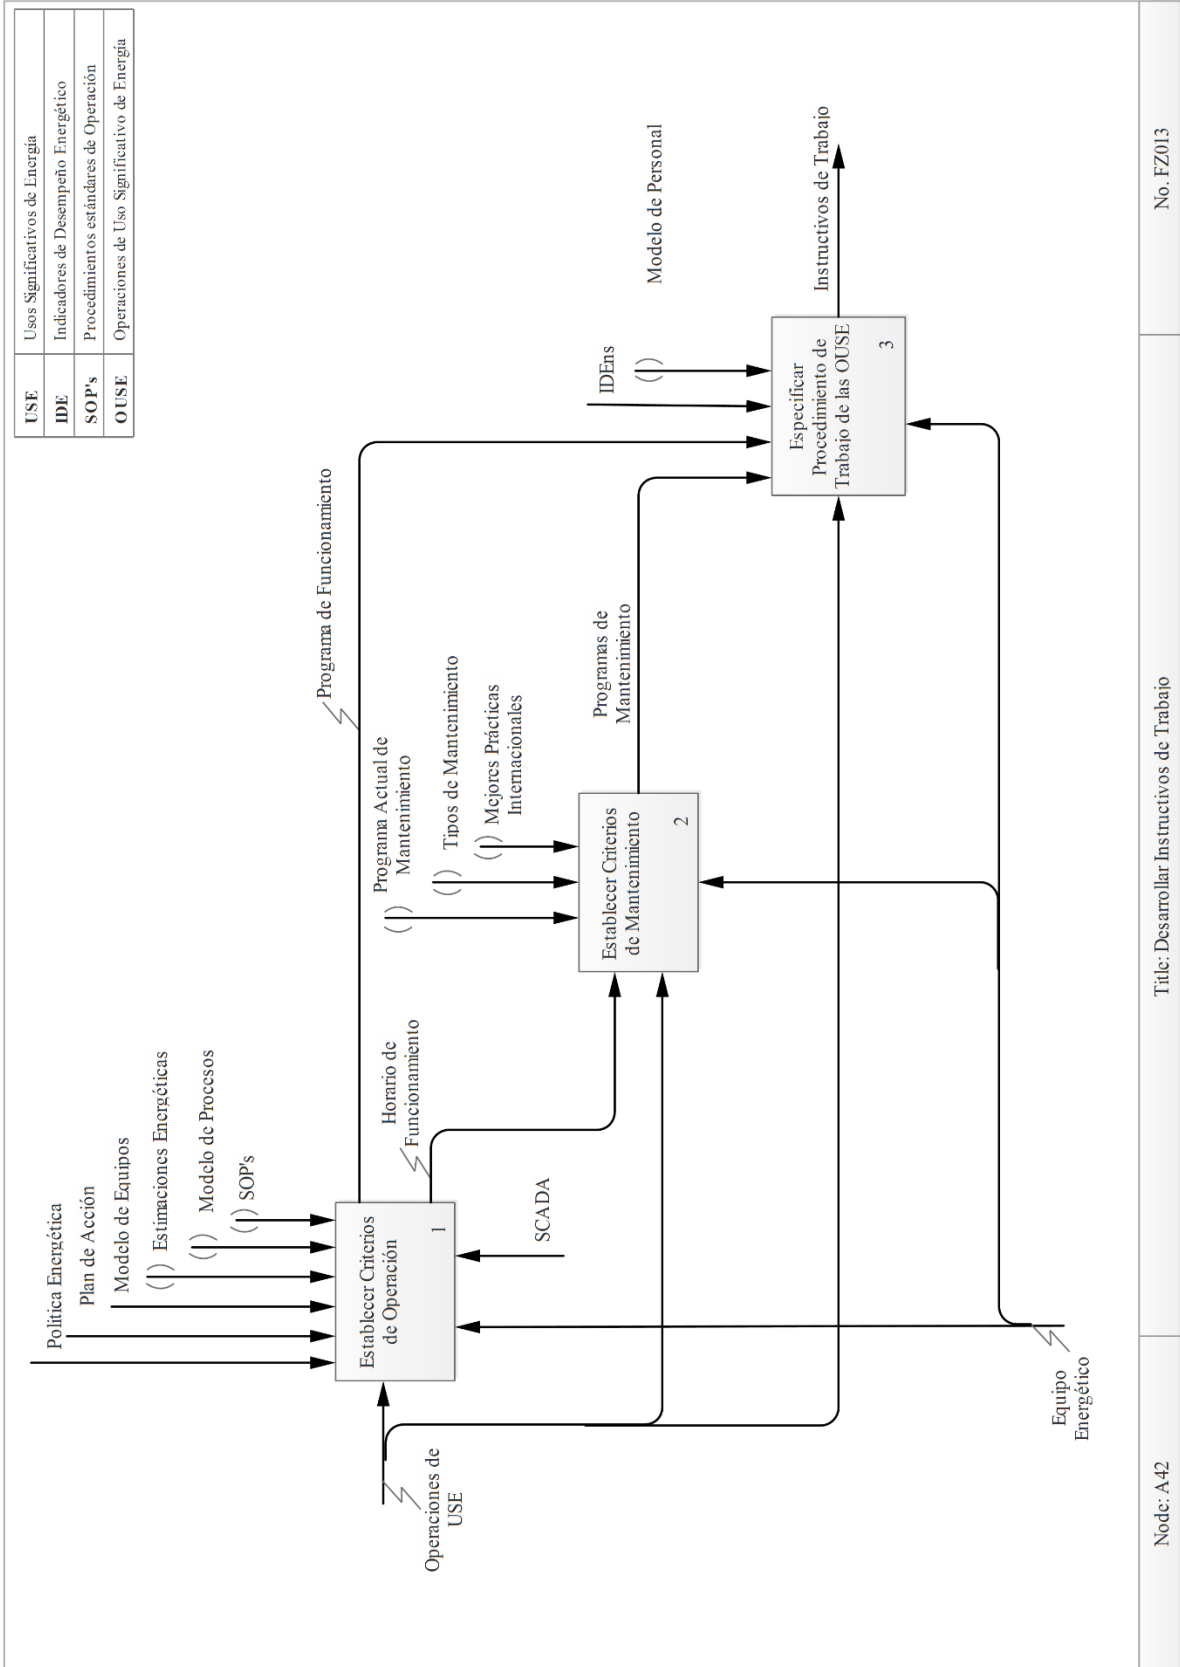 USE Usos Significativos de Energía
IDE Indicadores de Desempeño Energético
SOP's Procedimientos estándares de Operación
OUSE Operaciones de Uso Significativo de Energía
Política Energética
Plan de Acción
Modelo de Equipos
( ) Estimaciones Energéticas
( ) Modelo de Procesos
( ) SOP's
Establecer Criterios
de Operación
1
Operaciones de
USE
SCADA
Horario de
Funcionamiento
Programa de Funcionamiento
Programa Actual de
Mantenimiento
( )
Tipos de Mantenimiento
( )
( ) Mejores Prácticas
Internacionales
Establecer Criterios
de Mantenimiento
2
Programas de
Mantenimiento
IDEns
( )
Modelo de Personal
Especificar
Procedimiento de
Trabajo de las OUSE
3
Instructivos de Trabajo
Equipo
Energético
Node: A42
Title: Desarrollar Instructivos de Trabajo
No. FZ013